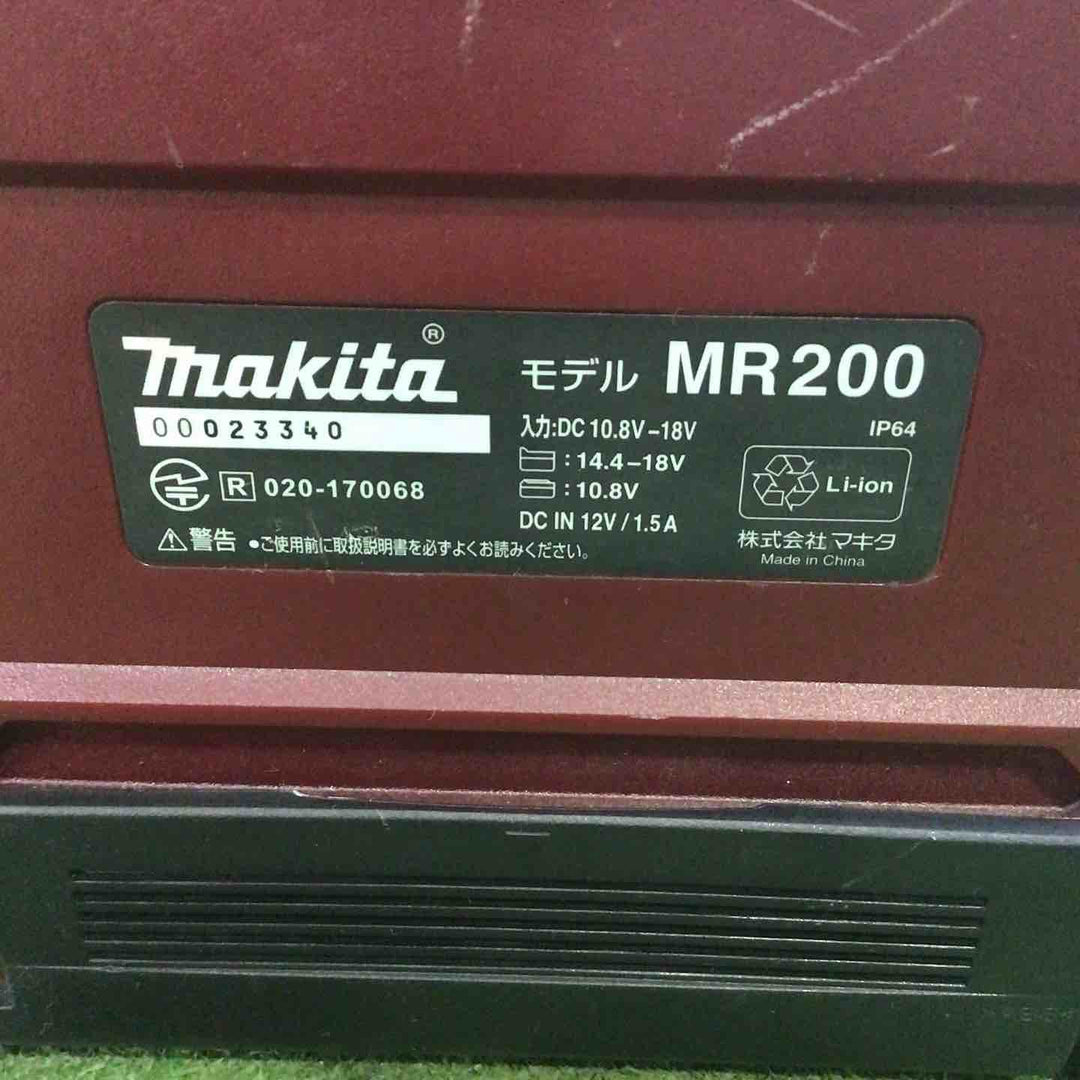 makita®
モデル MR200
00023340
入力:DC 10.8V-18V
IP64
:14.4-18V
R 020-170068
:10.8V
Li-ion
DC IN 12V/1.5A
⚠警告 ●ご使用前に取扱説明書を必ずよくお読みください。
株式会社 マキタ
Made in China